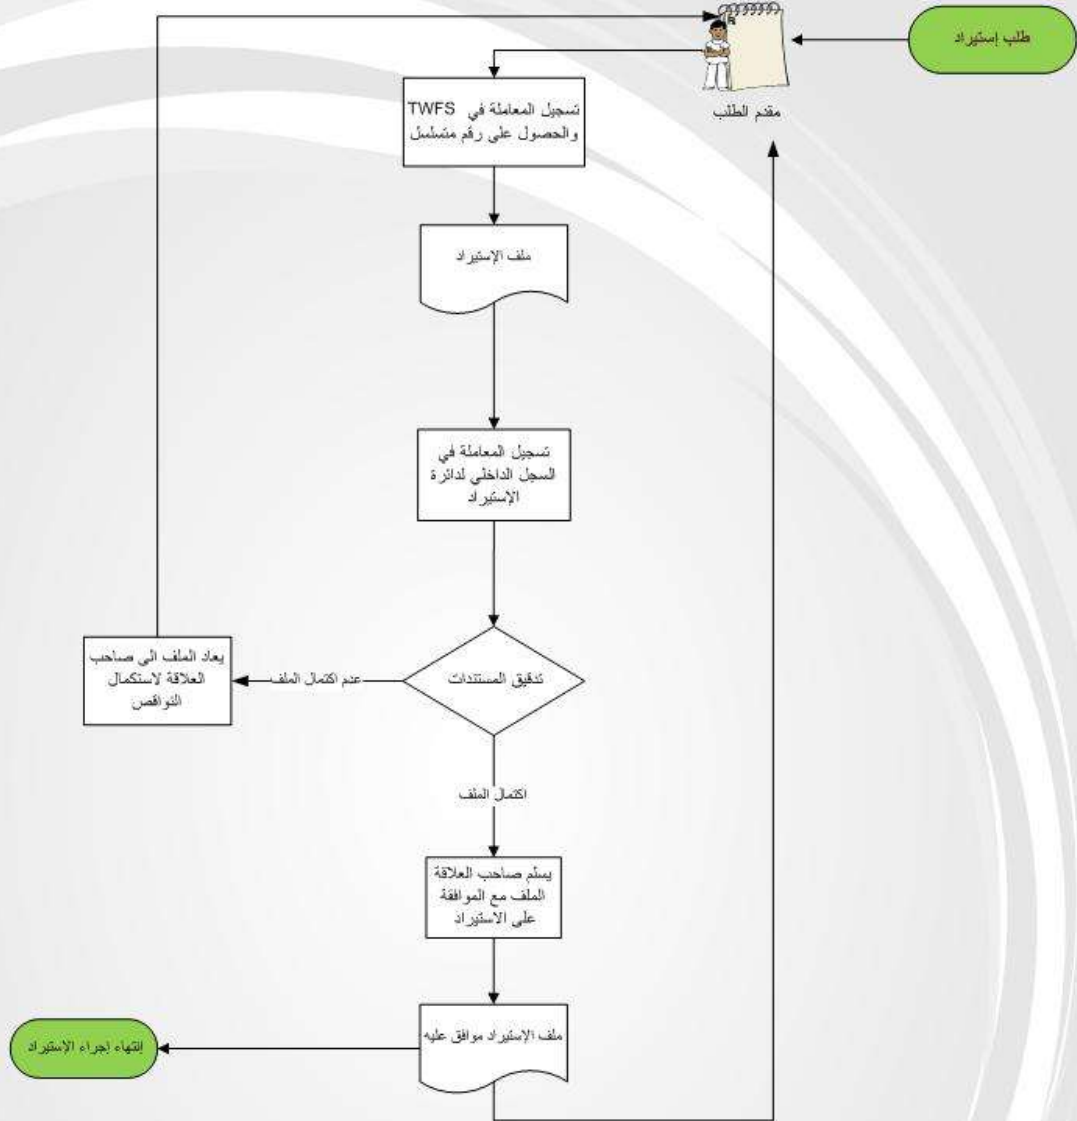 طلب إستيراد
مقدم الطلب
تسجيل المعاملة في TWFS
والحصول على رقم متسلسل
ملف الإستيراد
تسجيل المعاملة في
السجل الداخلي لدائرة
الإستيراد
تدقيق المستندات
عدم اكتمال الملف
يعاد الملف الى صاحب
العلاقة لاستكمال
النواقص
اكتمال الملف
يسلم صاحب العلاقة
الملف مع الموافقة
على الاستيراد
ملف الإستيراد موافق عليه
إنتهاء إجراء الإستيراد